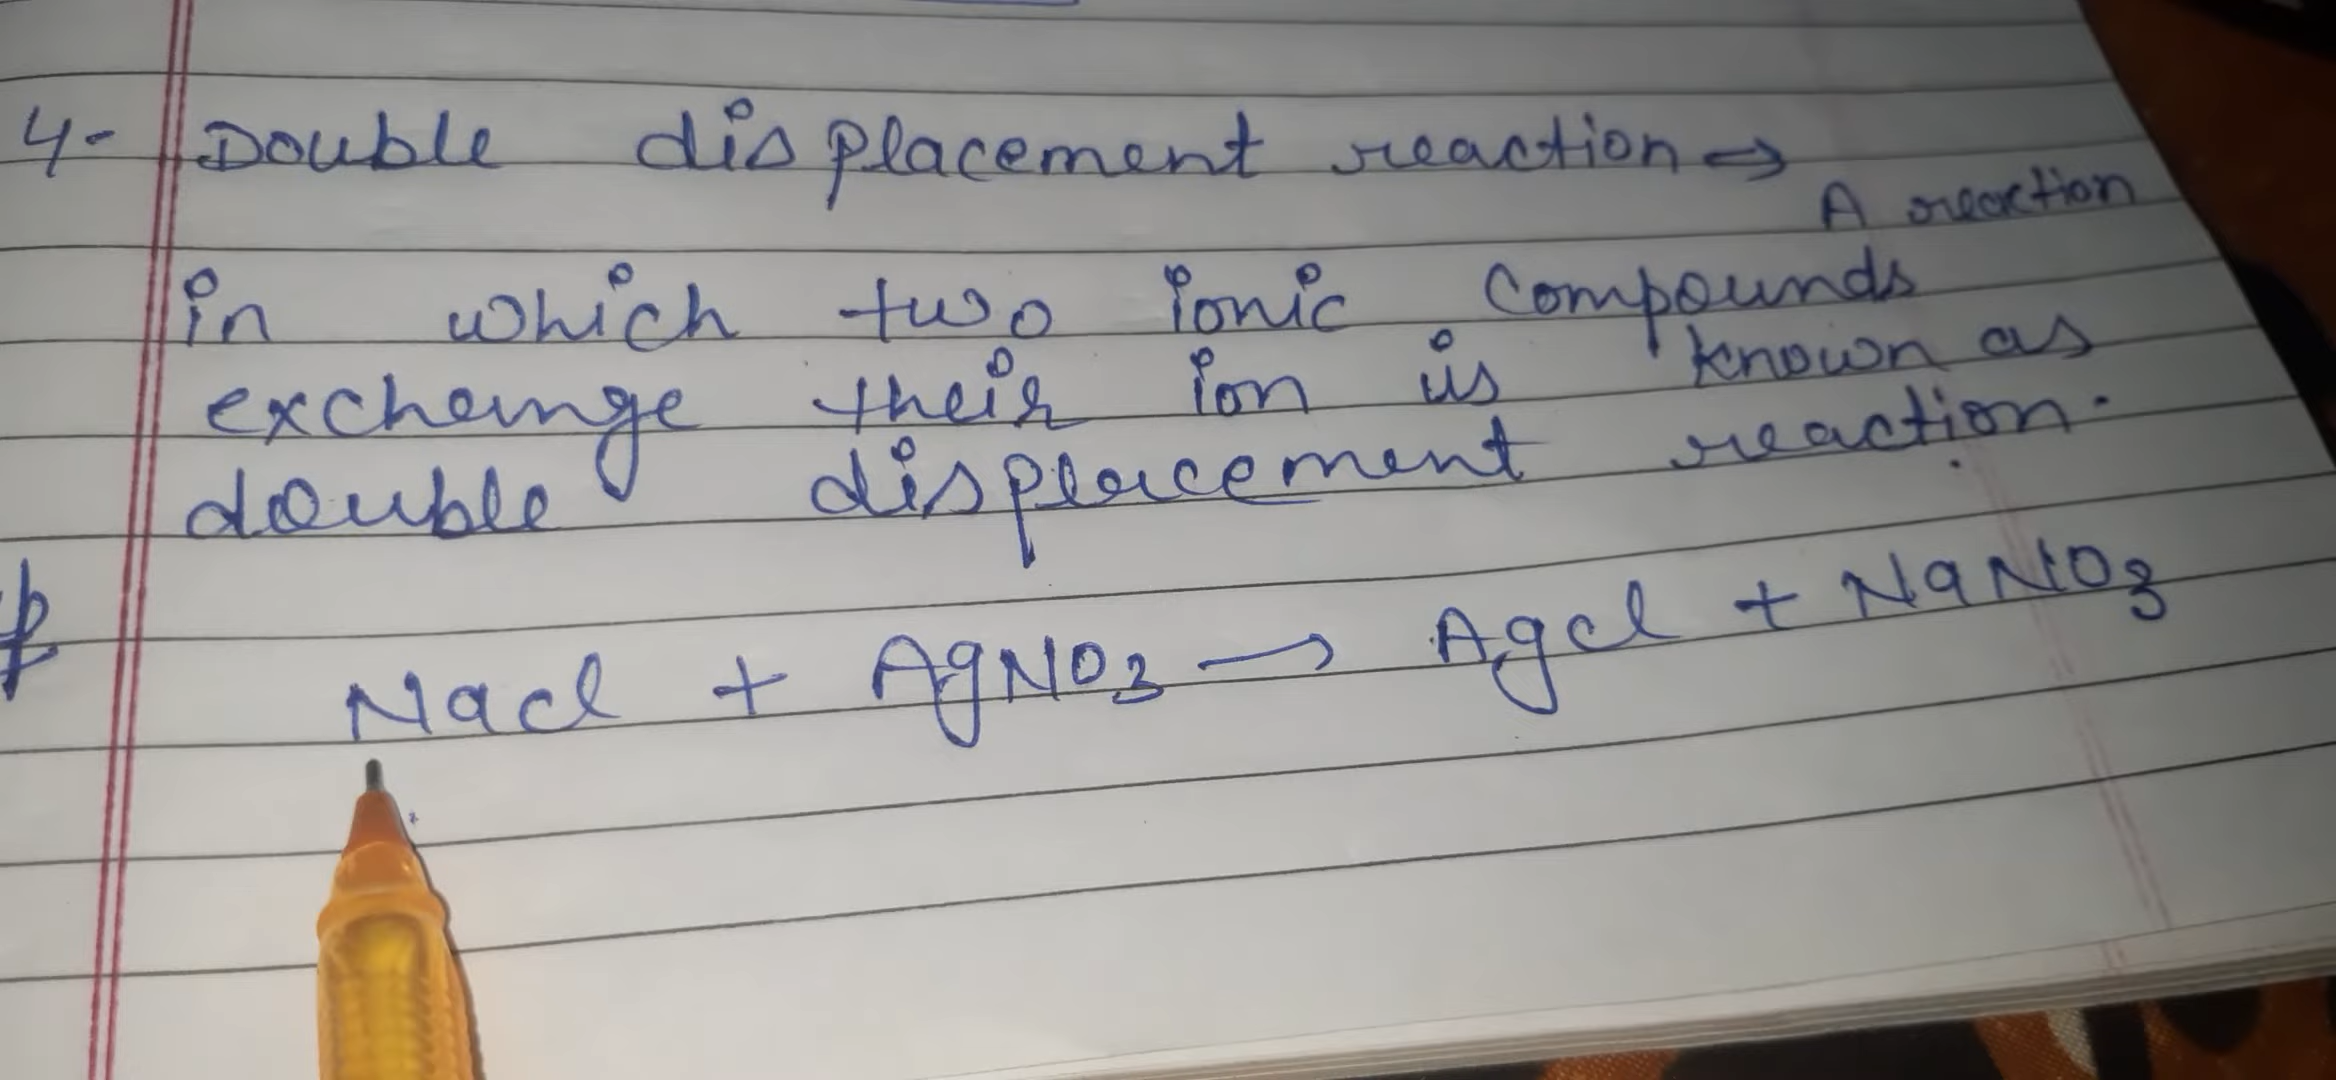 4- Double displacement reaction →
A reaction
in which two ionic compounds
exchange their ion is known as
double displacement reaction.
Nacl + AgNO3 → Agcl + NaNO3